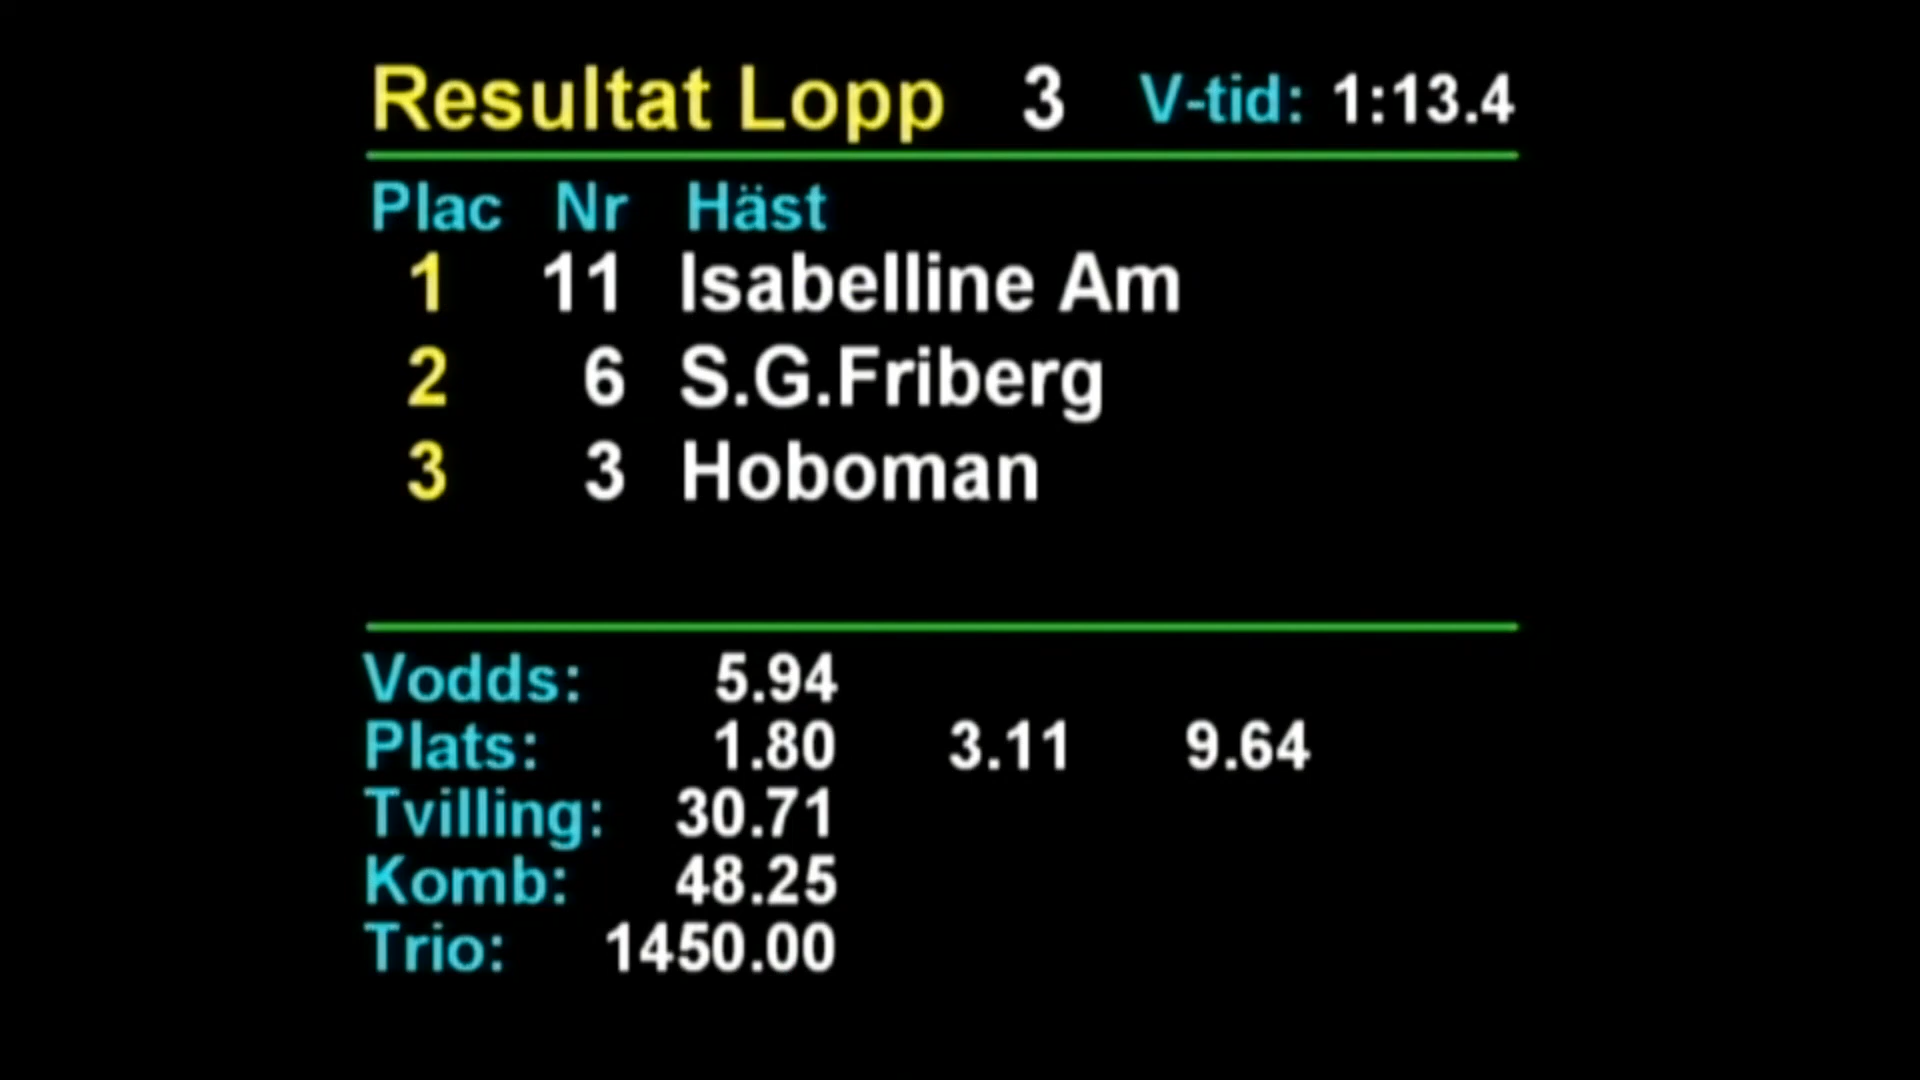 Resultat Lopp 3 V-tid: 1:13.4
Plac Nr Häst
1 11 Isabelline Am
2 6 S.G.Friberg
3 3 Hoboman
Vodds: 5.94
Plats: 1.80 3.11 9.64
Tvilling: 30.71
Komb: 48.25
Trio: 1450.00